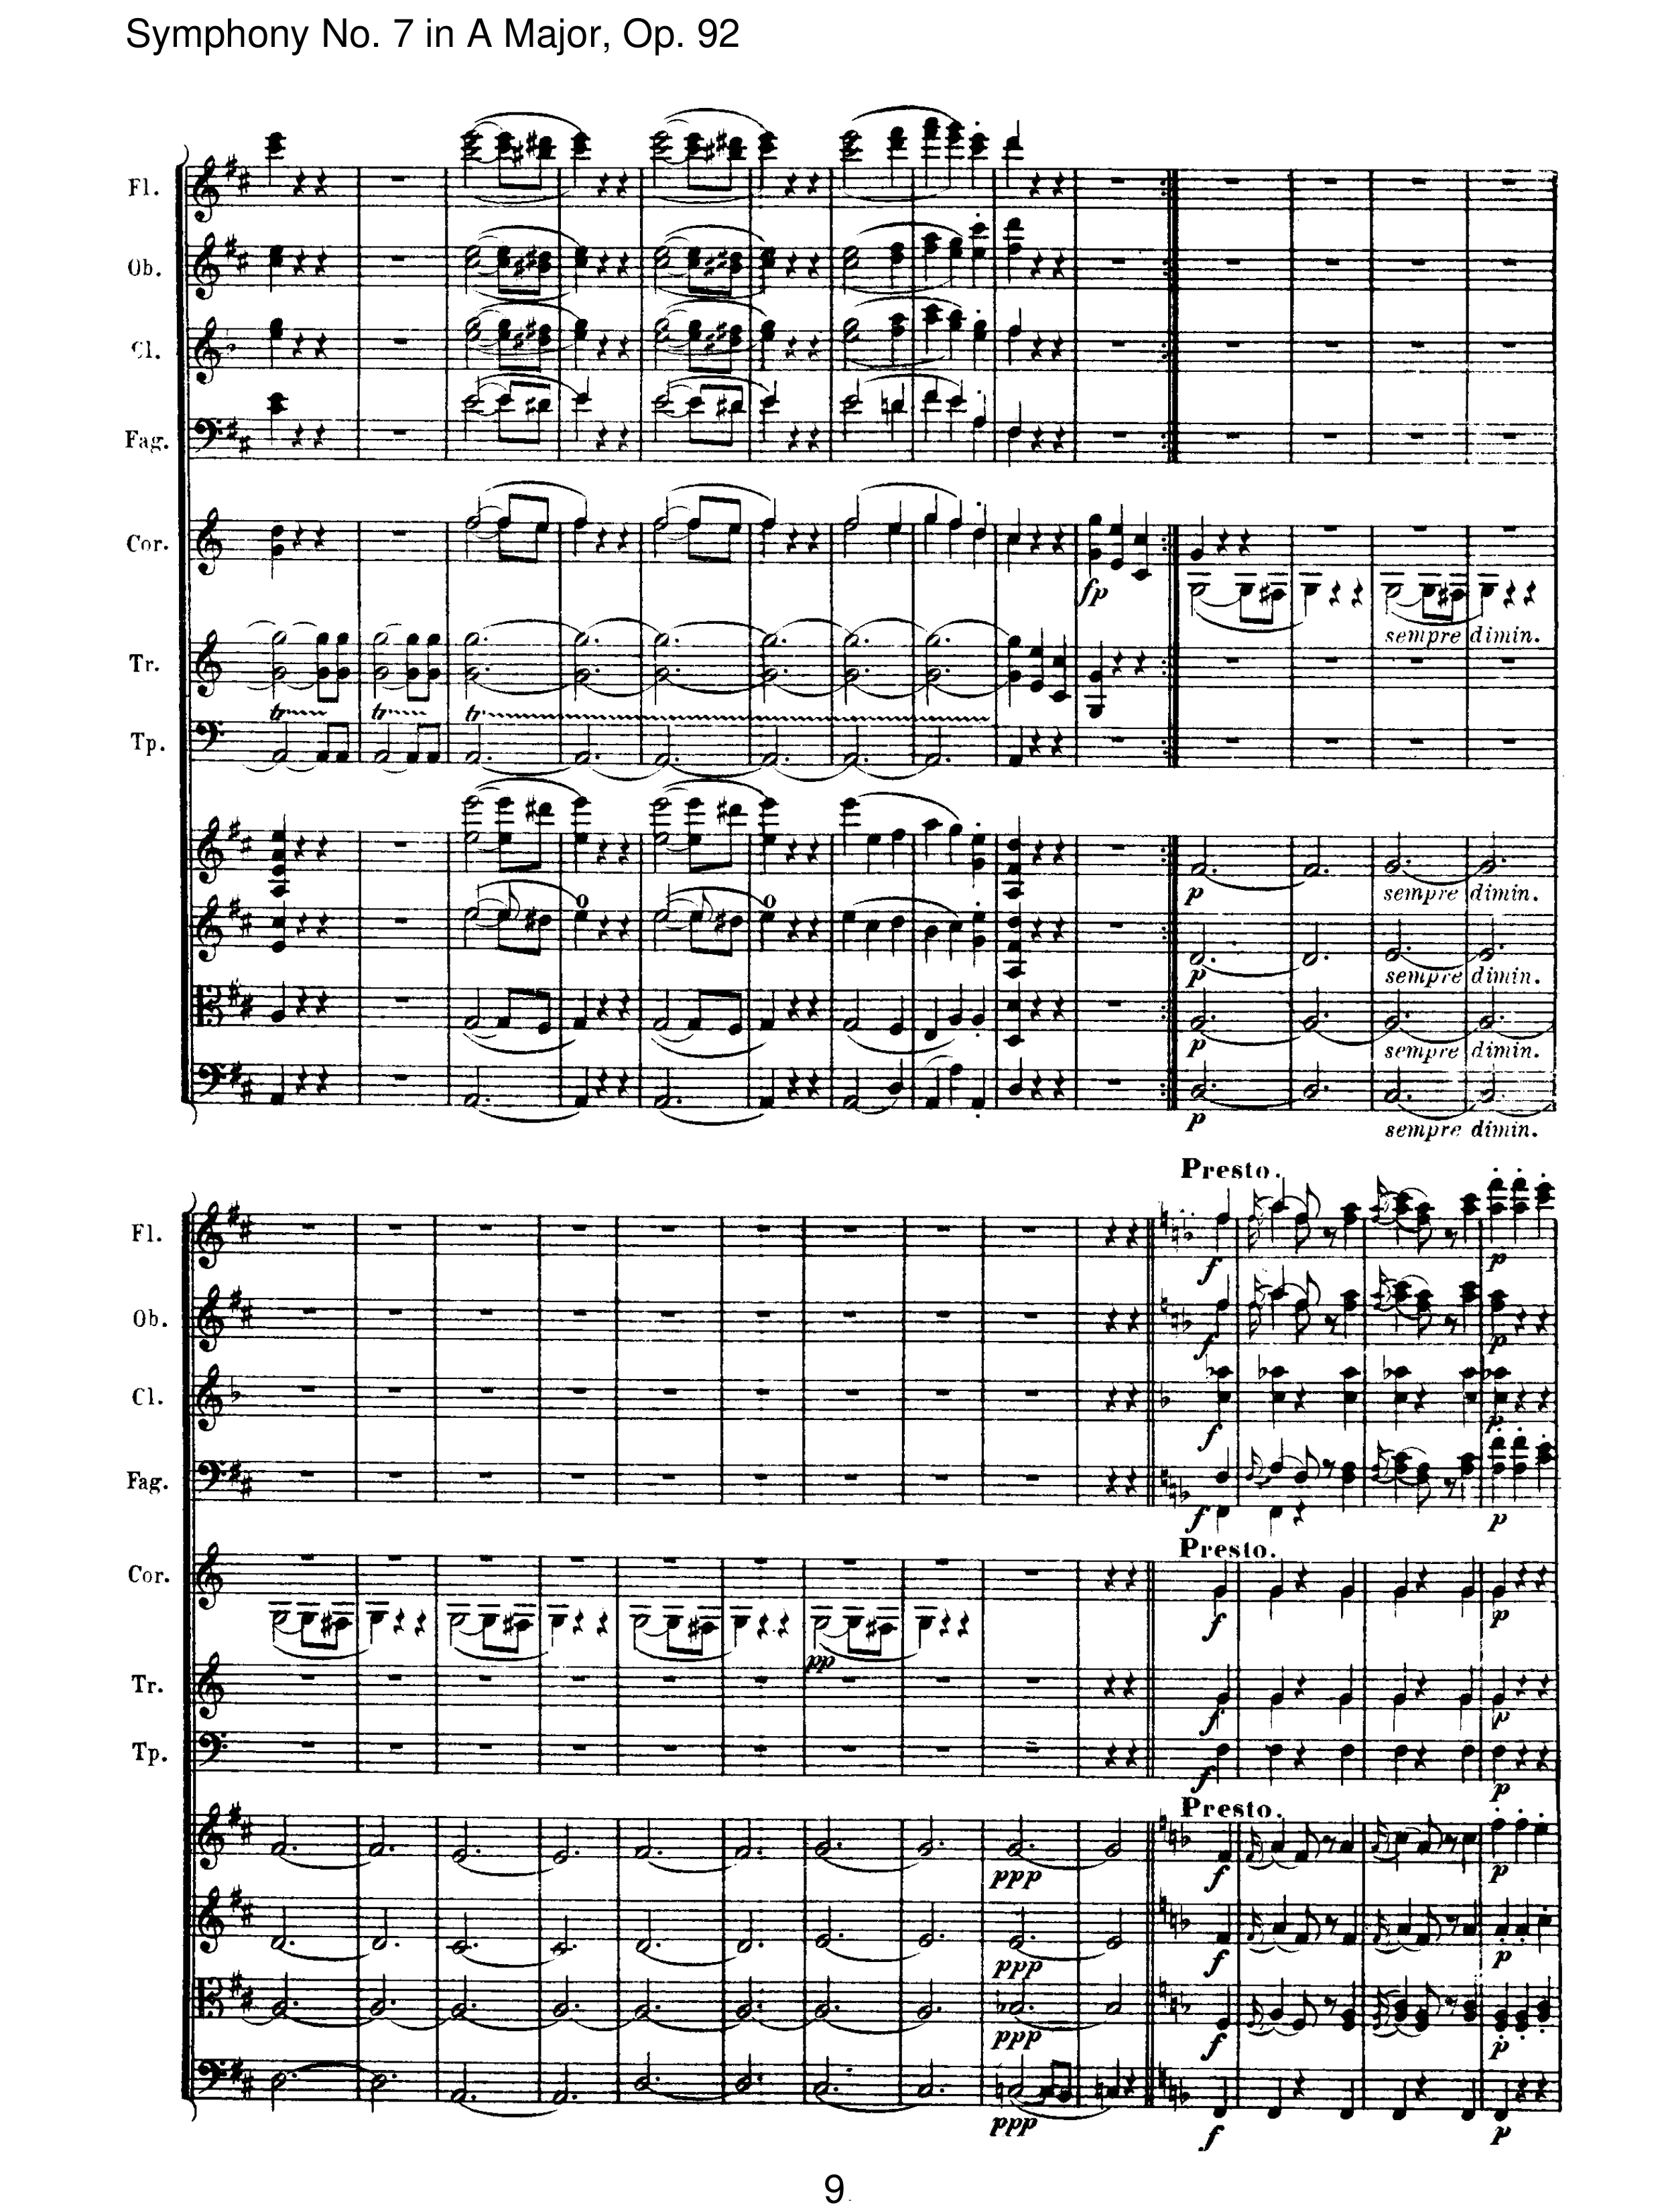 Symphony No. 7 in A Major, Op. 92
Fl.
Ob.
Cl.
Fag.
Cor.
fp
sempre dimin.
Tr.
tr tr tr
Tp.
p sempre dimin.
p sempre dimin.
p sempre dimin.
p sempre dimin.
Presto.
Fl.
f p
Ob.
f p
Cl.
f p
Fag.
f p
Presto.
Cor.
f p
pp
Tr.
f p
Tp.
f p
Presto.
ppp f p
ppp f p
ppp f p
ppp f p
9